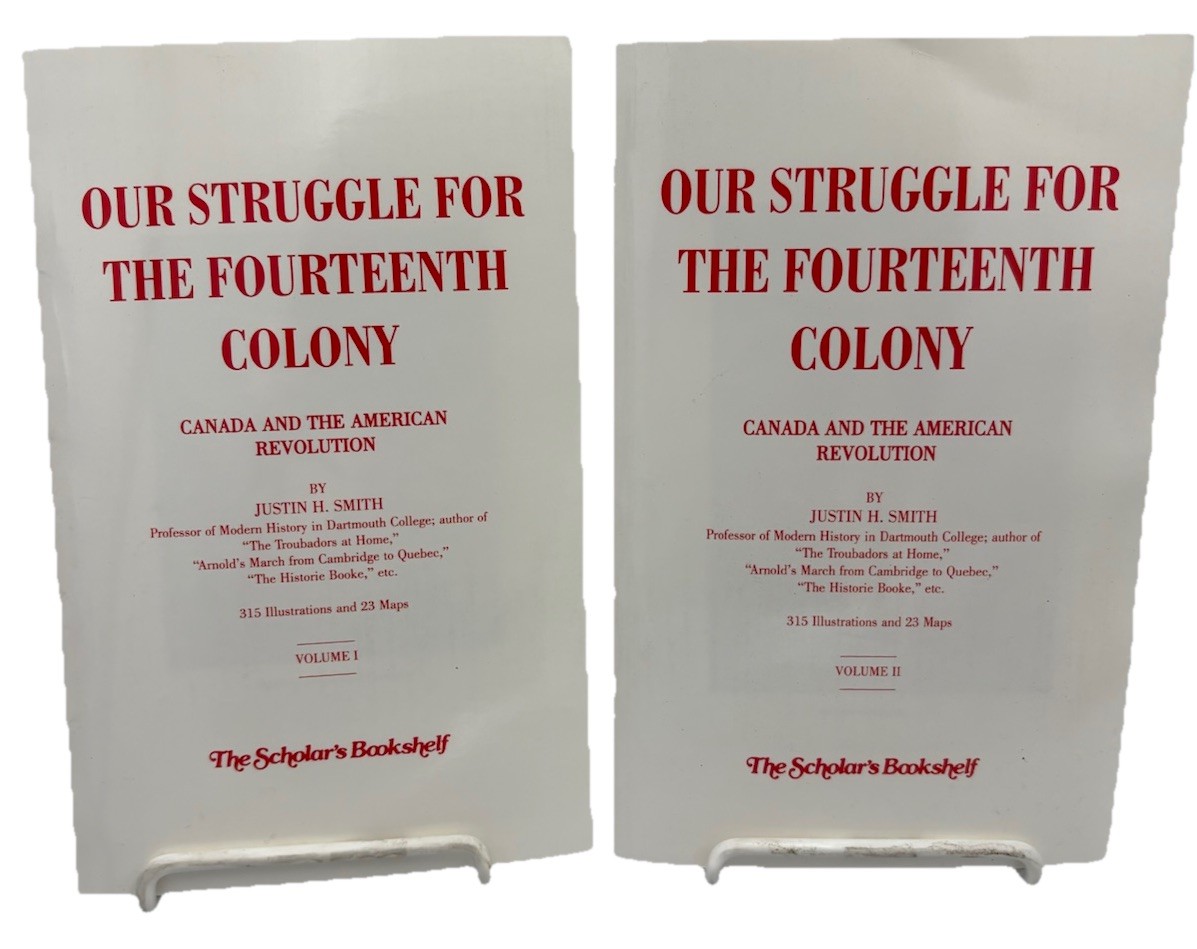 OUR STRUGGLE FOR
THE FOURTEENTH
COLONY
CANADA AND THE AMERICAN
REVOLUTION
BY
JUSTIN H. SMITH
Professor of Modern History in Dartmouth College; author of
"The Troubadors at Home,"
"Arnold's March from Cambridge to Quebec,"
"The Historie Booke," etc.
315 Illustrations and 23 Maps
VOLUME I
The Scholar's Bookshelf
OUR STRUGGLE FOR
THE FOURTEENTH
COLONY
CANADA AND THE AMERICAN
REVOLUTION
BY
JUSTIN H. SMITH
Professor of Modern History in Dartmouth College; author of
"The Troubadors at Home,"
"Arnold's March from Cambridge to Quebec,"
"The Historie Booke," etc.
315 Illustrations and 23 Maps
VOLUME II
The Scholar's Bookshelf